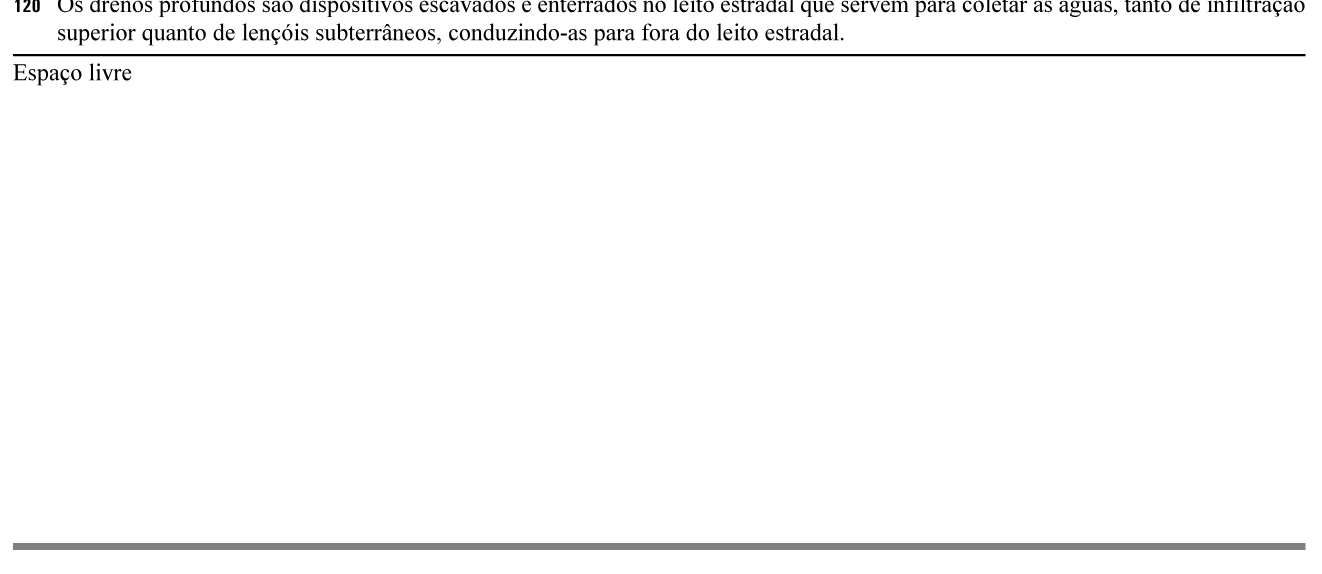 120 Os drenos profundos são dispositivos escavados e enterrados no leito estradal que servem para coletar as águas, tanto de infiltração
superior quanto de lençóis subterrâneos, conduzindo-as para fora do leito estradal.
Espaço livre